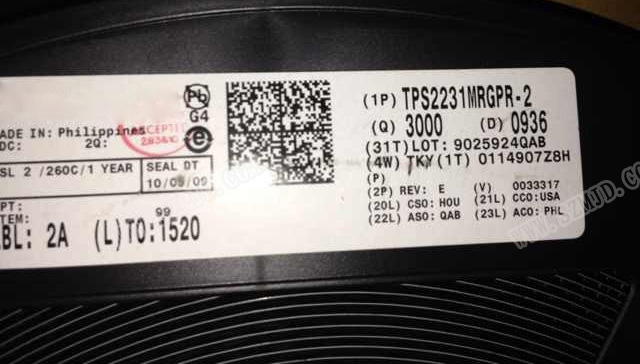 Pb
G4
e
(1P) TPS2231MRGPR-2
(Q) 3000 (D) 0936
(31T)LOT: 9025924QAB
(4W) TKY(1T) 0114907Z8H
(P)
(2P) REV: E (V) 0033317
(20L) CSO: HOU (21L) CCO:USA
(22L) ASO: QAB (23L) ACO: PHL
ADE IN: Philippines
DC: 2Q:
SL 2 /260C/1 YEAR SEAL DT
10/09/09
PT:
TEM: 99
BL: 2A (L)TO:1520